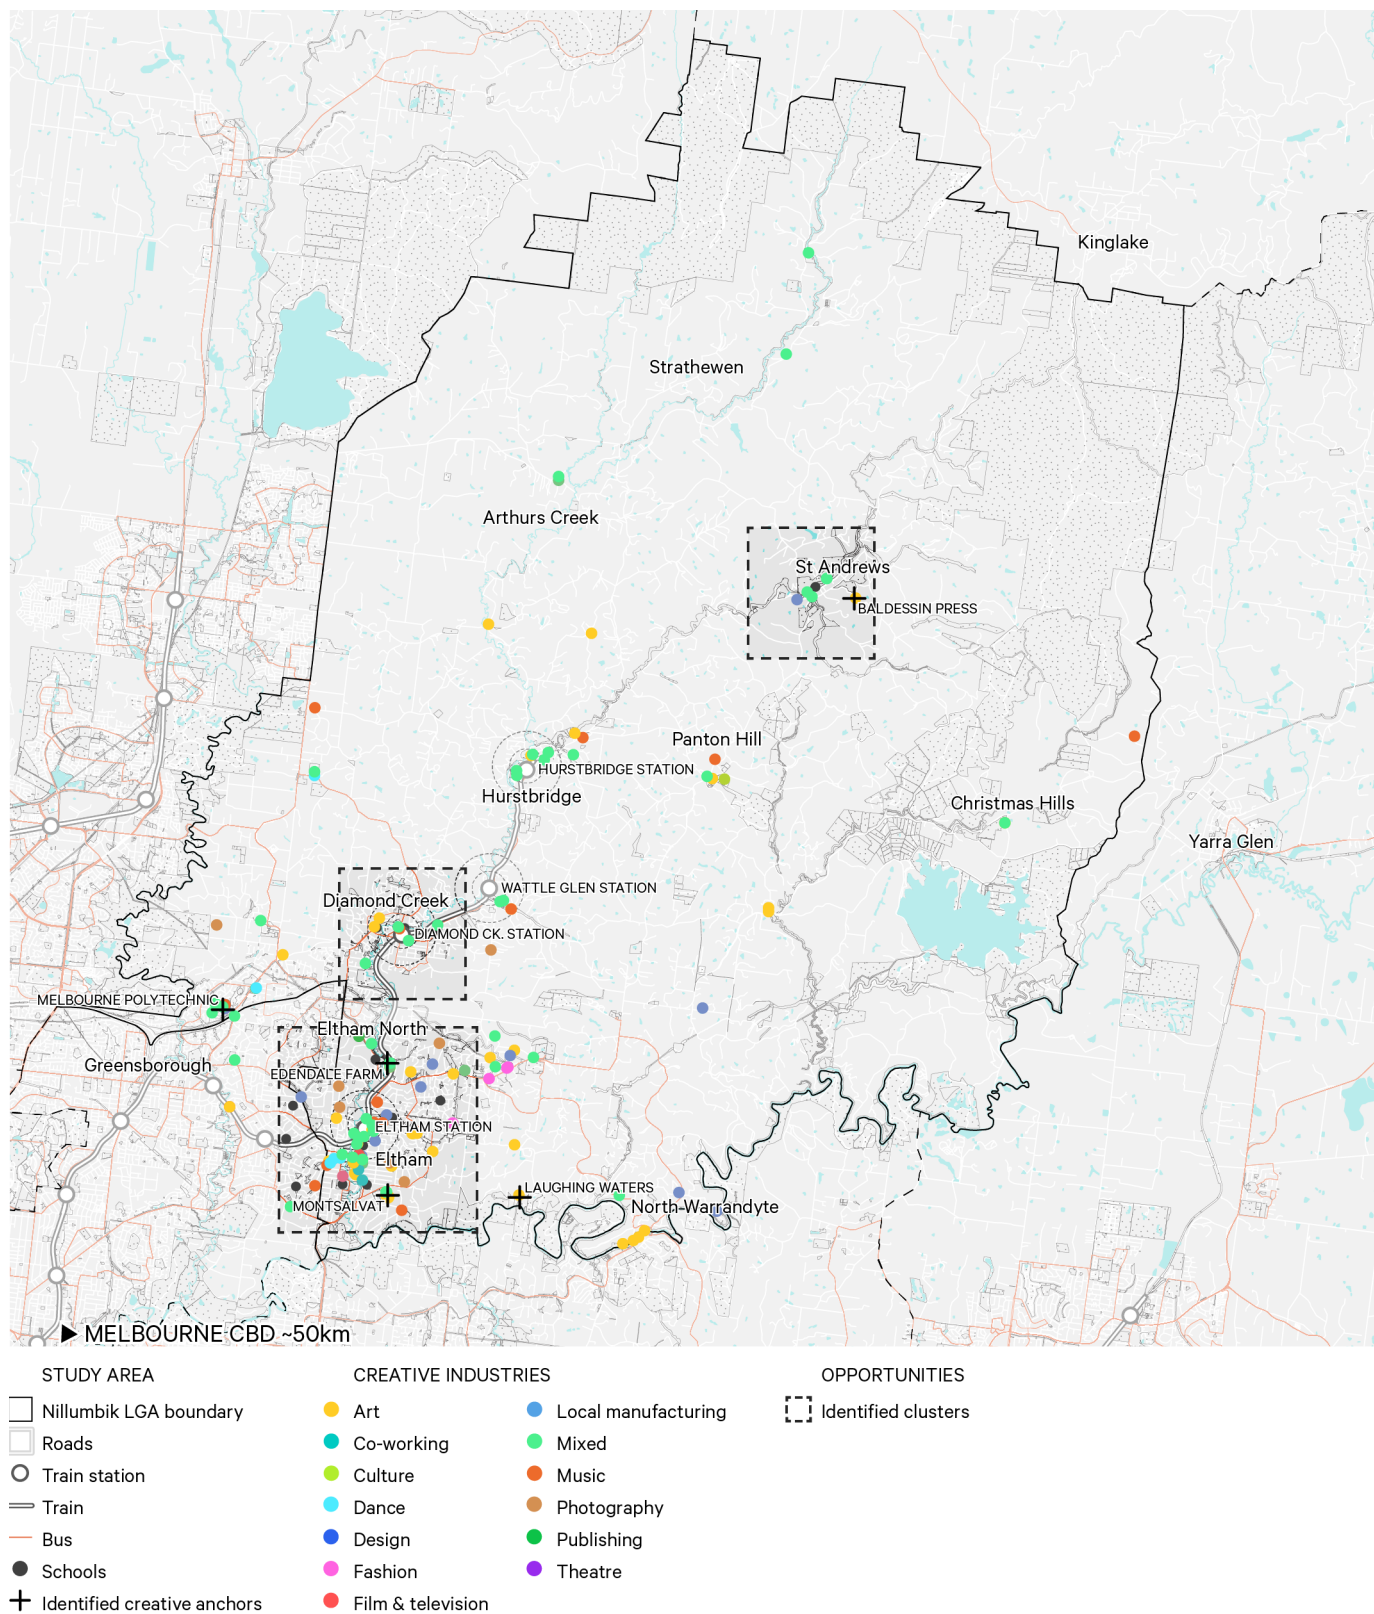 Kinglake
Strathewen
Arthurs Creek
St Andrews
BALDESSIN PRESS
Panton Hill
HURSTBRIDGE STATION
Hurstbridge
Christmas Hills
Yarra Glen
WATTLE GLEN STATION
Diamond Creek
DIAMOND CK. STATION
MELBOURNE POLYTECHNIC
Eltham North
Greensborough
EDENDALE FARM
ELTHAM STATION
Eltham
LAUGHING WATERS
MONTSALVAT
North Warrandyte
MELBOURNE CBD ~50km
STUDY AREA
Nillumbik LGA boundary
Roads
Train station
Train
Bus
Schools
Identified creative anchors
CREATIVE INDUSTRIES
Art
Co-working
Culture
Dance
Design
Fashion
Film & television
Local manufacturing
Mixed
Music
Photography
Publishing
Theatre
OPPORTUNITIES
Identified clusters